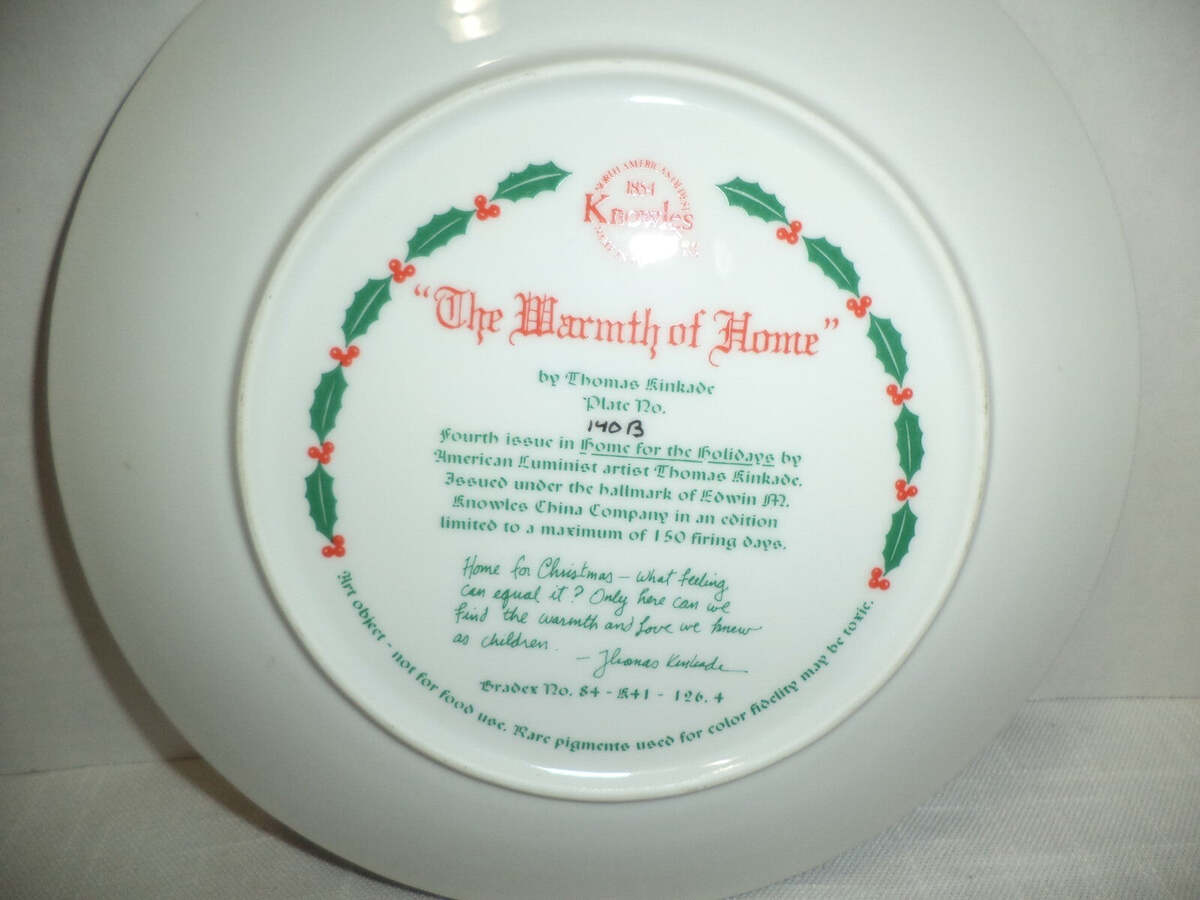 NORTH AMERICA'S OLDEST
1854
Knowles
“The Warmth of Home”
by Thomas Kinkade
Plate No.
140B
Fourth issue in Home for the Holidays by
American Luminist artist Thomas Kinkade.
Issued under the hallmark of Edwin M.
Knowles China Company in an edition
limited to a maximum of 150 firing days.
Home for Christmas – what feeling
can equal it? Only here can we
find the warmth and love we knew
as children.
– Thomas Kinkade
Bradex No. 84 - K41 - 126.4
Art object - not for food use. Rare pigments used for color fidelity may be toxic.